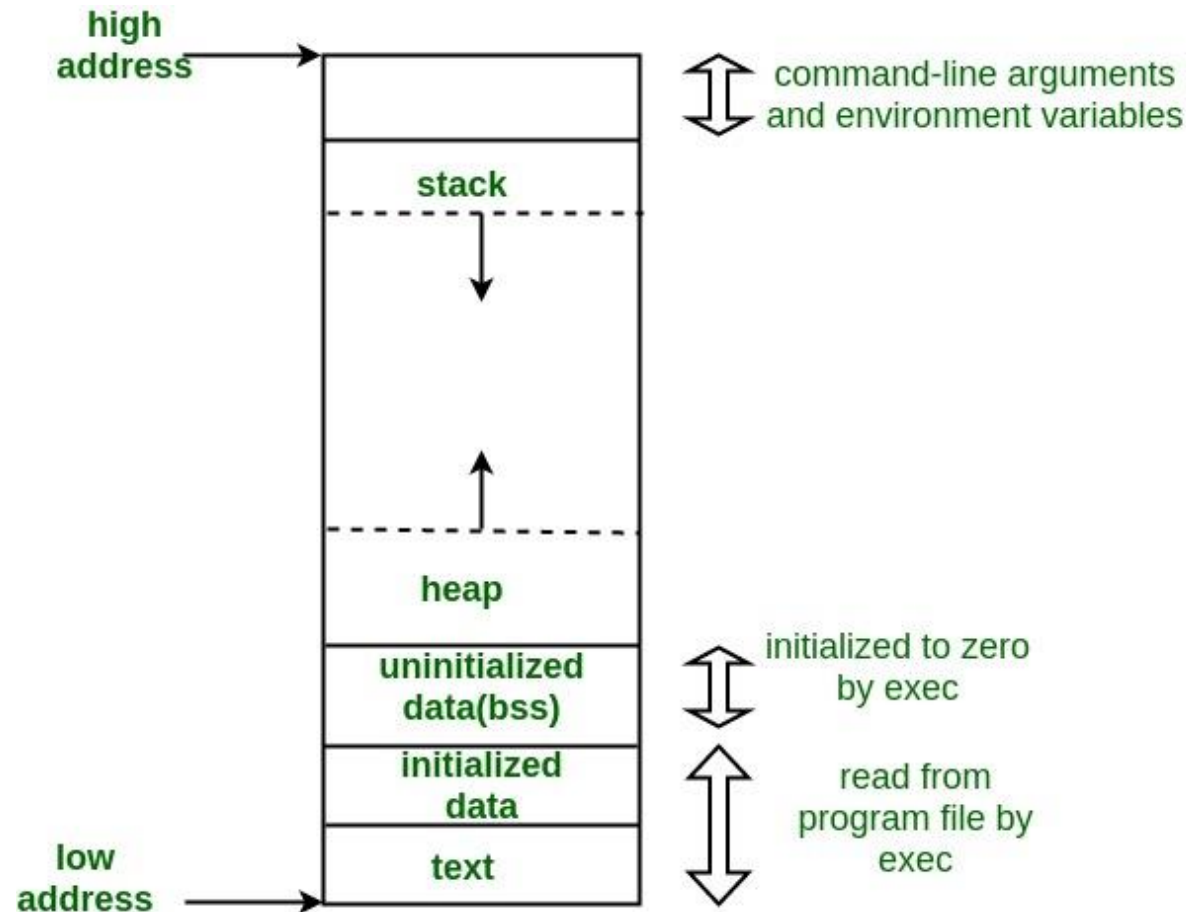 high
address
command-line arguments
and environment variables
stack
heap
uninitialized
data(bss)
initialized to zero
by exec
initialized
data
read from
program file by
exec
text
low
address